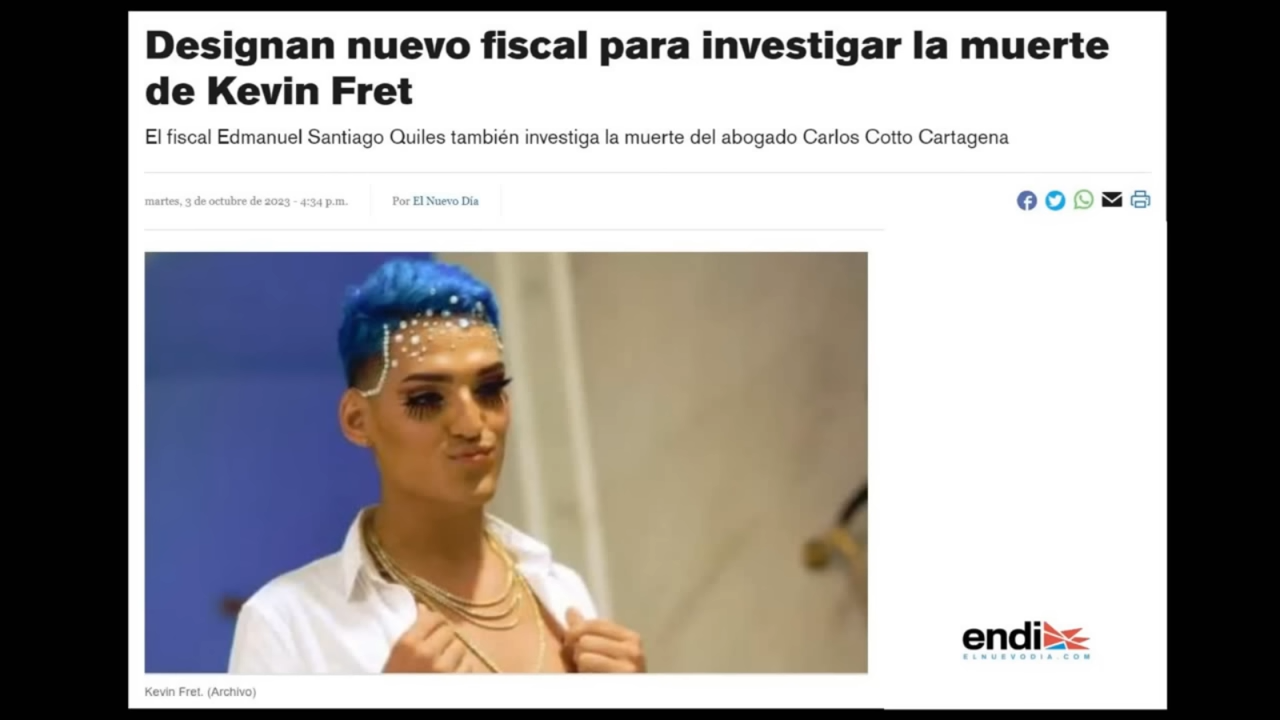 Designan nuevo fiscal para investigar la muerte
de Kevin Fret
El fiscal Edmanuel Santiago Quiles también investiga la muerte del abogado Carlos Cotto Cartagena
martes, 3 de octubre de 2023 - 4:34 p.m.
Por El Nuevo Día
endi
ELNUEVODIA.COM
Kevin Fret. (Archivo)